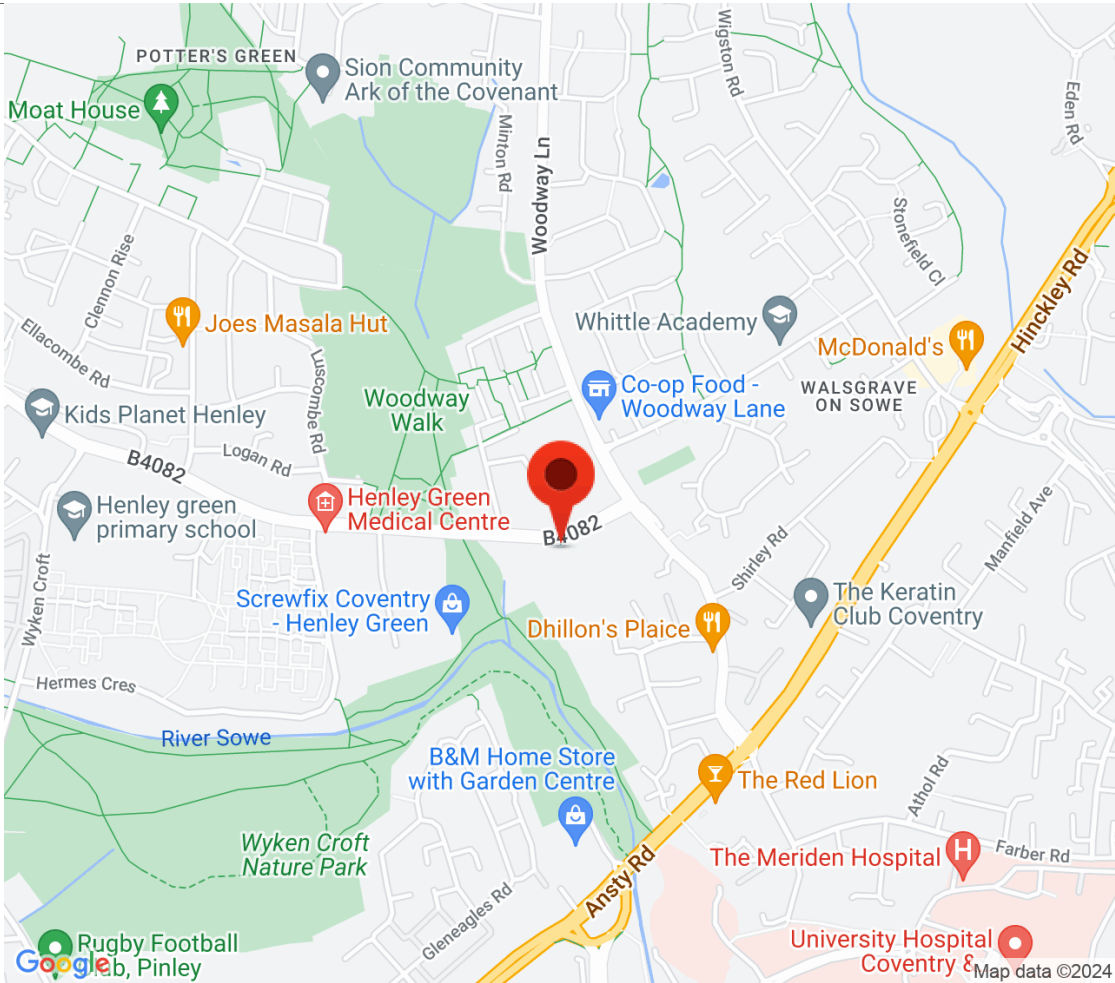 POTTER'S GREEN
Sion Community
Ark of the Covenant
Moat House
Wigston Rd
Eden Rd
Minton Rd
Woodway Ln
Stonefield Cl
Clennon Rise
Ellacombe Rd
Joes Masala Hut
Luscombe Rd
Whittle Academy
McDonald's
Hinckley Rd
Woodway
Walk
Co-op Food -
Woodway Lane
WALSGRAVE
ON SOWE
Kids Planet Henley
Logan Rd
B4082
Henley green
primary school
Henley Green
Medical Centre
B4082
Manfield Ave
Shirley Rd
Wyken Croft
Screwfix Coventry
- Henley Green
Dhillon's Plaice
The Keratin
Club Coventry
Hermes Cres
River Sowe
B&M Home Store
with Garden Centre
The Red Lion
Athol Rd
Wyken Croft
Nature Park
The Meriden Hospital
Farber Rd
Ansty Rd
Gleneagles Rd
Rugby Football
Club, Pinley
University Hospital
Coventry &
Google
Map data ©2024